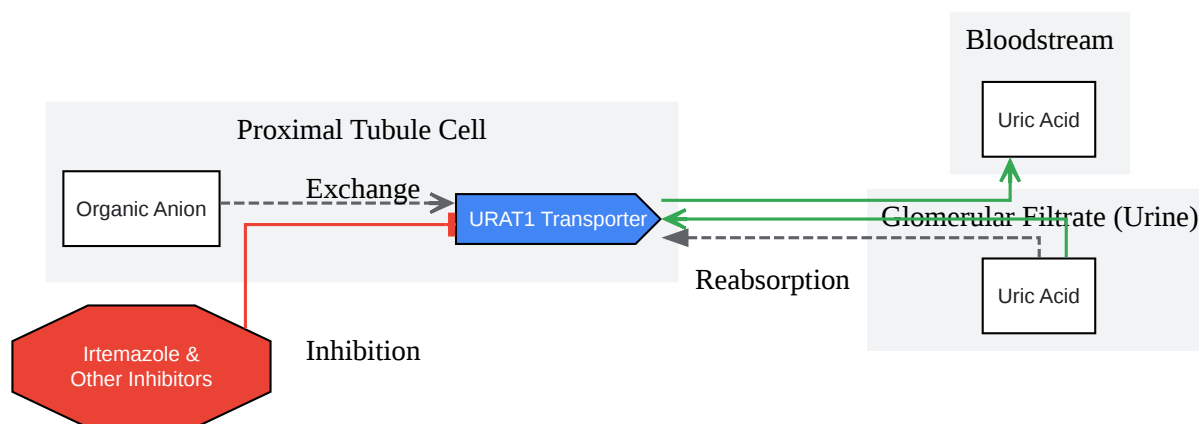 Bloodstream
Uric Acid
Proximal Tubule Cell
Organic Anion
Exchange
URAT1 Transporter
Glomerular Filtrate (Urine)
Reabsorption
Uric Acid
Irtemazole &
Other Inhibitors
Inhibition